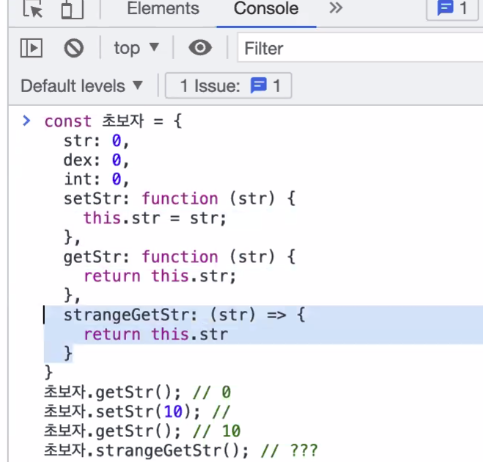 Elements Console » 1
top ▼ Filter
Default levels ▼ 1 Issue: 1
> const 초보자 = {
    str: 0,
    dex: 0,
    int: 0,
    setStr: function (str) {
      this.str = str;
    },
    getStr: function (str) {
      return this.str;
    },
    strangeGetStr: (str) => {
      return this.str
    }
  }
  초보자.getStr(); // 0
  초보자.setStr(10); //
  초보자.getStr(); // 10
  초보자.strangeGetStr(); // ???